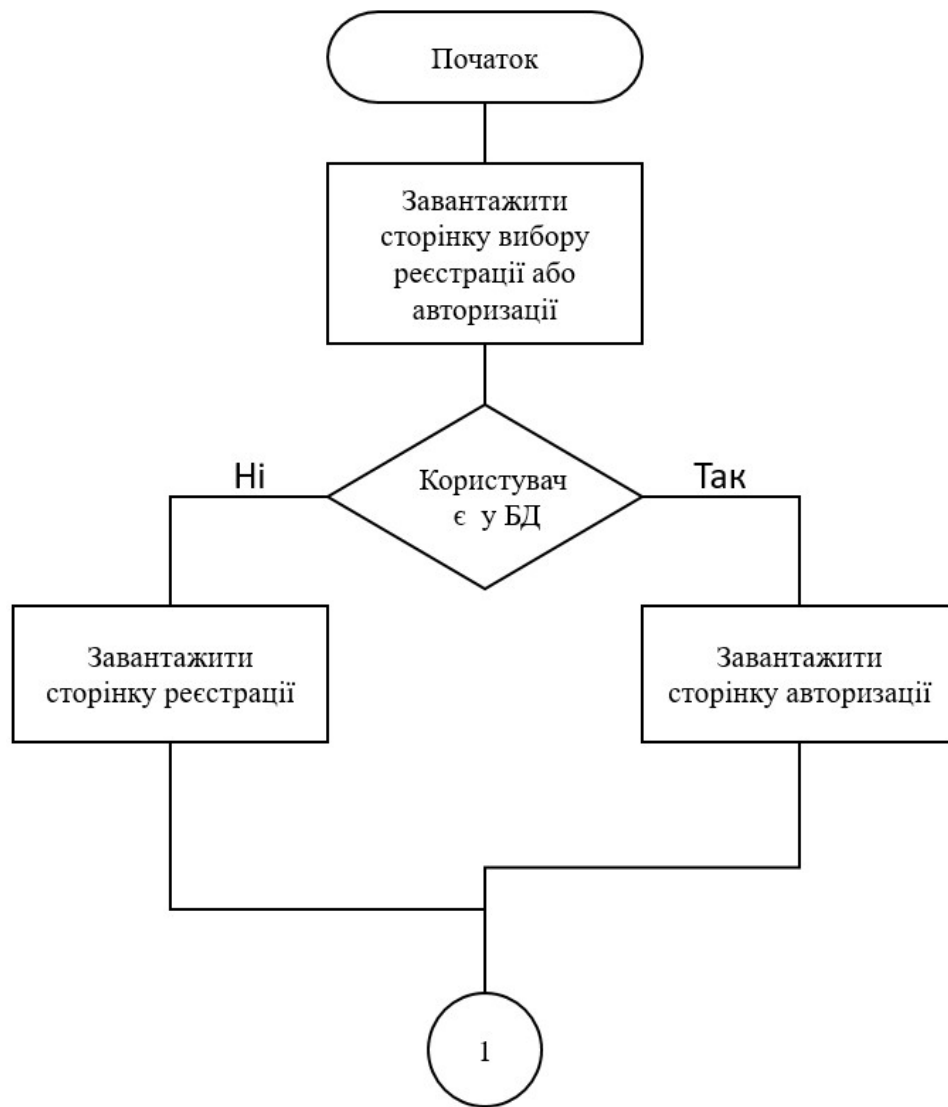 Початок
Завантажити
сторінку вибору
реєстрації або
авторизації
Ні
Користувач
є у БД
Так
Завантажити
сторінку реєстрації
Завантажити
сторінку авторизації
1